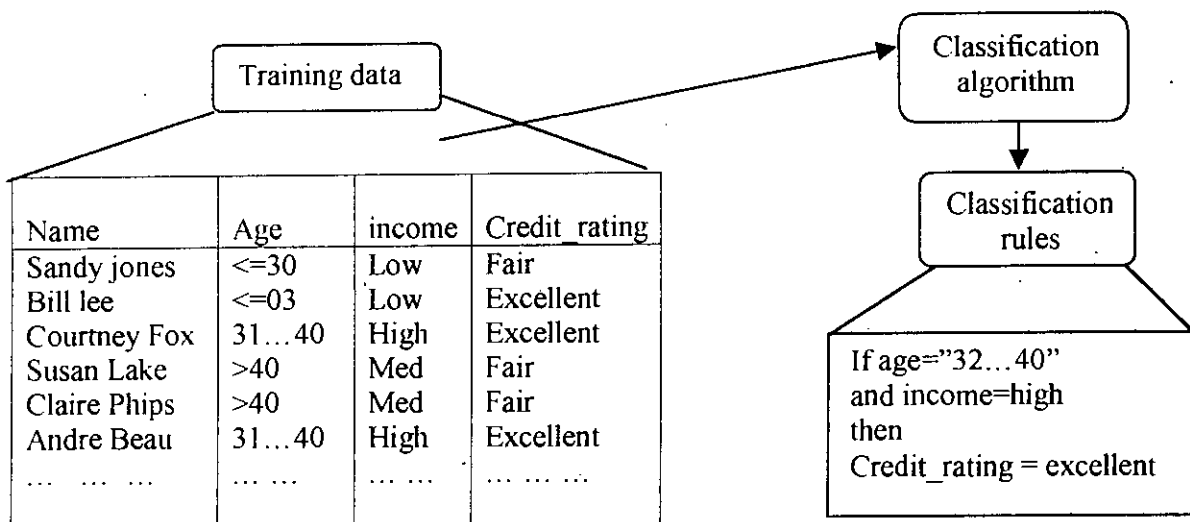 Training data
Classification
algorithm
Name Age income Credit_rating
Sandy jones <=30 Low Fair
Bill lee <=03 Low Excellent
Courtney Fox 31...40 High Excellent
Susan Lake >40 Med Fair
Claire Phips >40 Med Fair
Andre Beau 31...40 High Excellent
... ... ... ... ... ... ... ... ... ...
Classification
rules
If age="32...40"
and income=high
then
Credit_rating = excellent